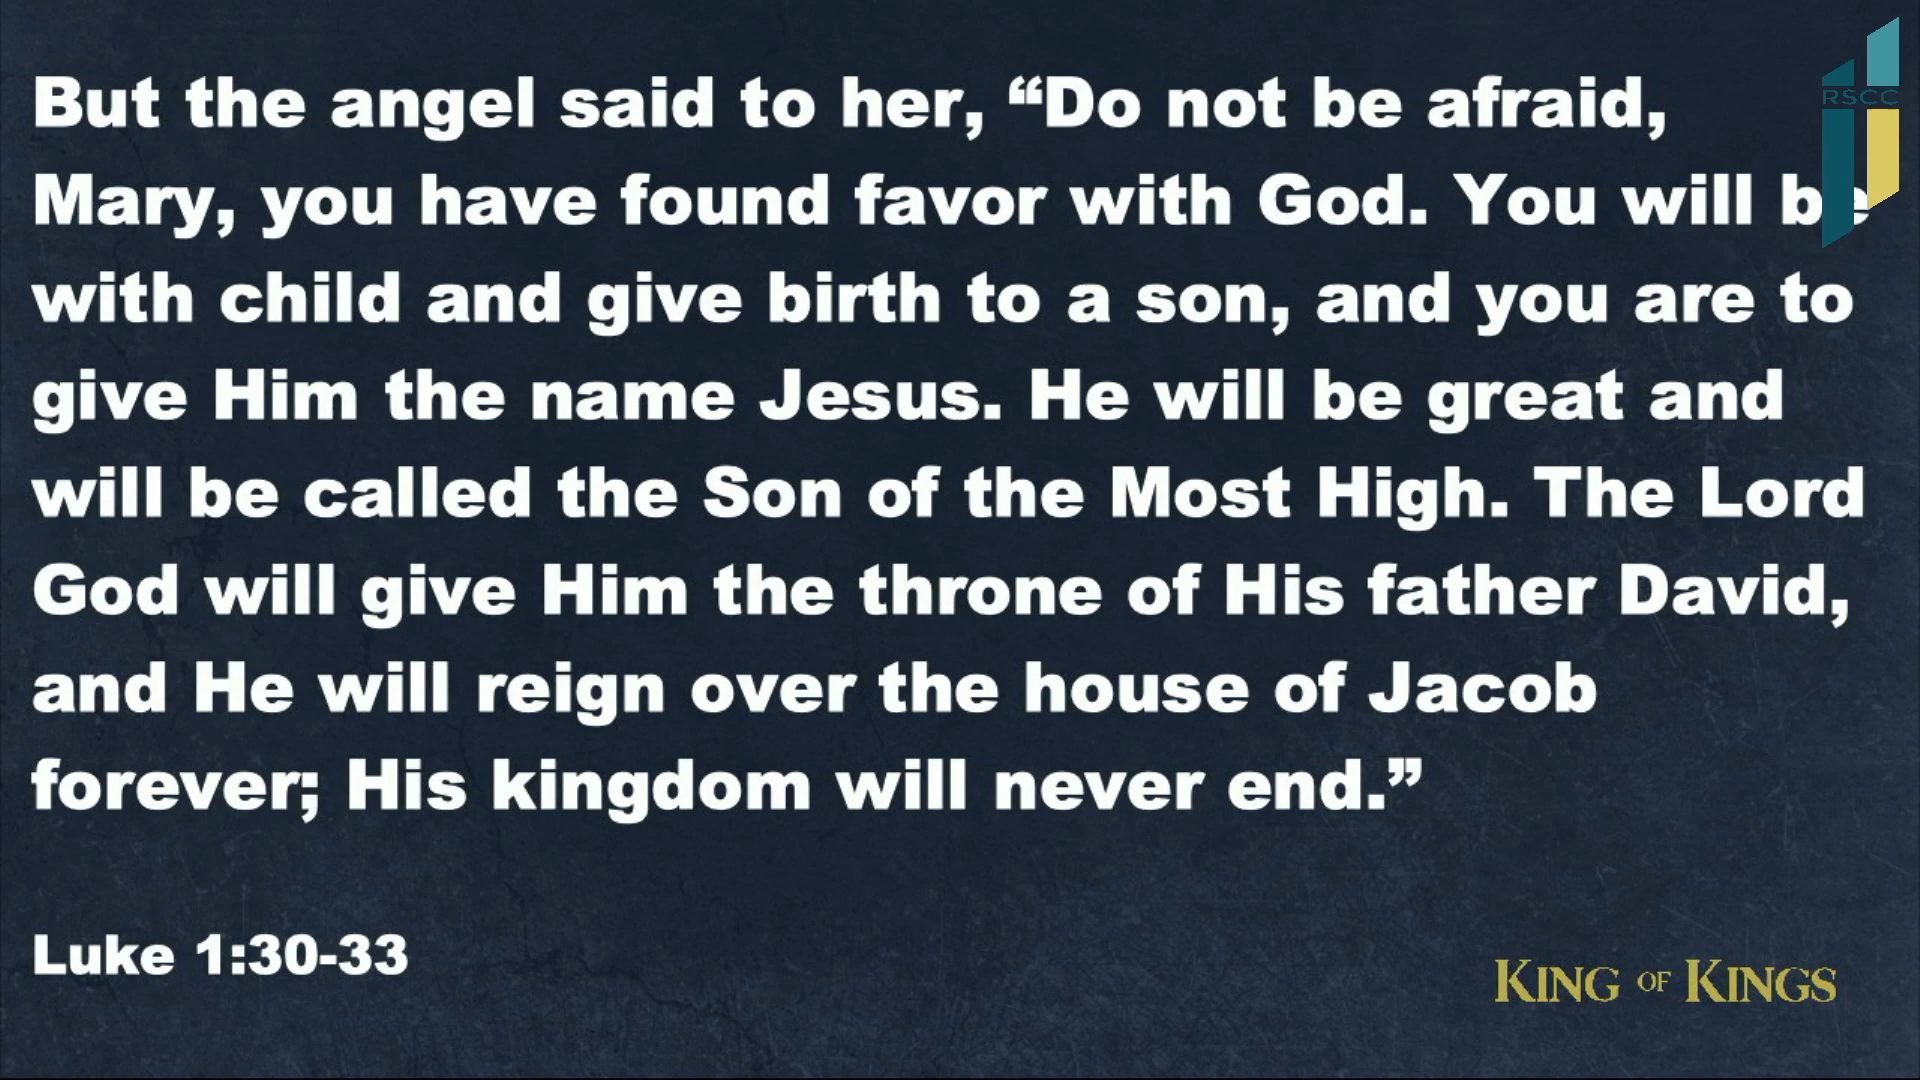 But the angel said to her, “Do not be afraid,
Mary, you have found favor with God. You will be
with child and give birth to a son, and you are to
give Him the name Jesus. He will be great and
will be called the Son of the Most High. The Lord
God will give Him the throne of His father David,
and He will reign over the house of Jacob
forever; His kingdom will never end.”
Luke 1:30-33
KING OF KINGS
RSCC